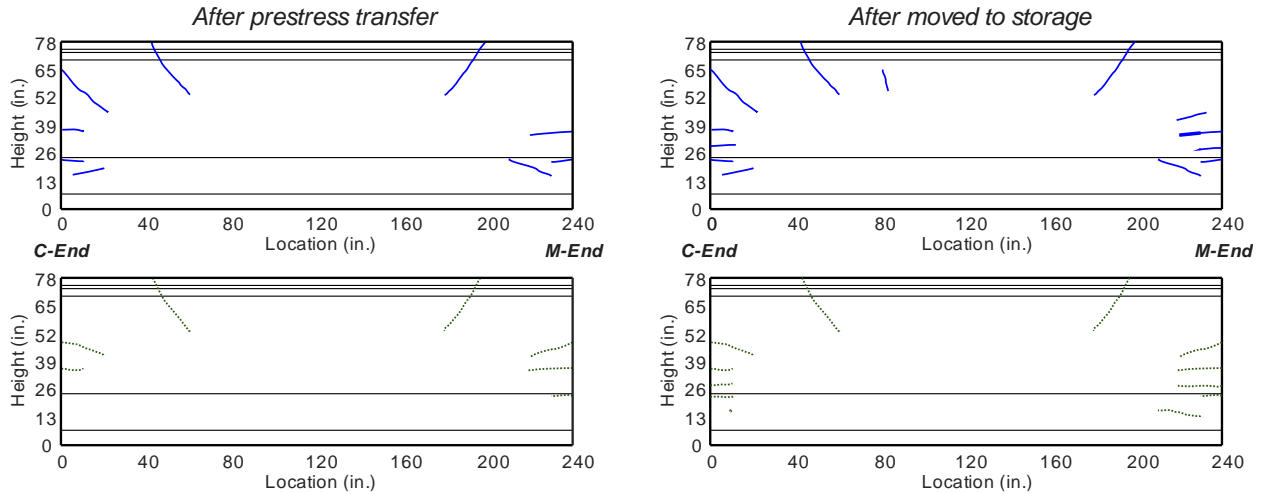 After prestress transfer
After moved to storage
Height (in.)
78
65
52
39
26
13
0
0 40 80 120 160 200 240
Location (in.)
Height (in.)
78
65
52
39
26
13
0
0 40 80 120 160 200 240
Location (in.)
C-End M-End
C-End M-End
Height (in.)
78
65
52
39
26
13
0
0 40 80 120 160 200 240
Location (in.)
Height (in.)
78
65
52
39
26
13
0
0 40 80 120 160 200 240
Location (in.)